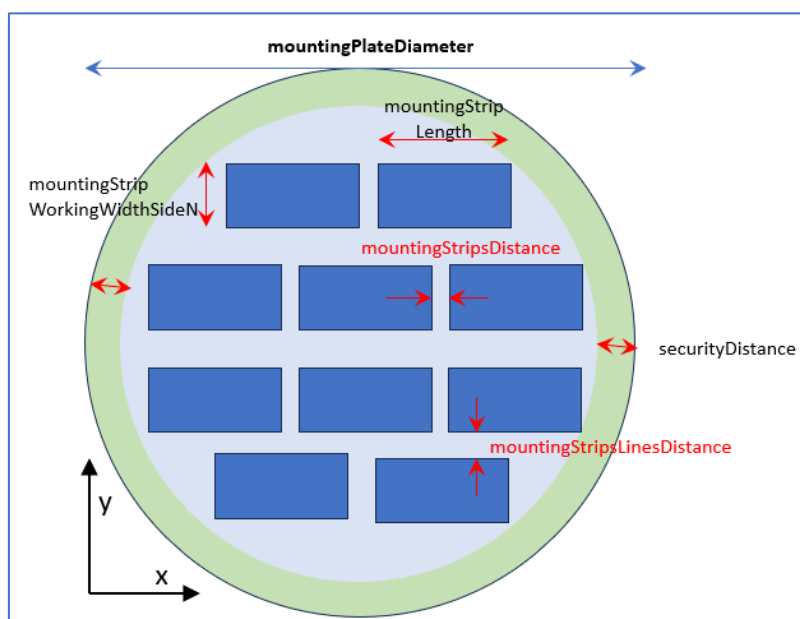 mountingPlateDiameter
mountingStrip
Length
mountingStrip
WorkingWidthSideN
mountingStripsDistance
securityDistance
mountingStripsLinesDistance
y
x